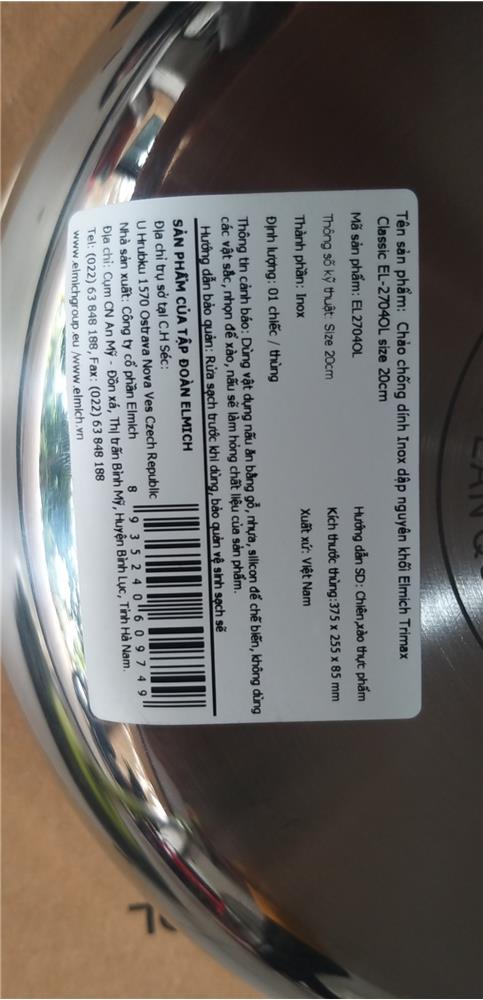 Tên sản phẩm: Chảo chống dính Inox dập nguyên khối Elmich Trimax
Classic EL-2704OL size 20cm
Mã sản phẩm: EL2704OL
Hướng dẫn SD: Chiên,xào thực phẩm
Thông số kỹ thuật: Size 20cm
Kích thước thùng:375 x 255 x 85 mm
Thành phần: Inox
Xuất xứ: Việt Nam
Định lượng: 01 chiếc / thùng
Thông tin cảnh báo: Dùng vật dụng nấu ăn bằng gỗ, nhựa, silicon để chế biến, không dùng
các vật sắc, nhọn để xào, nấu sẽ làm hỏng chất liệu của sản phẩm.
Hướng dẫn bảo quản: Rửa sạch trước khi dùng, bảo quản vệ sinh sạch sẽ
SẢN PHẨM CỦA TẬP ĐOÀN ELMICH
Địa chỉ trụ sở tại C.H Séc:
U Hrubku 1570 Ostrava Nova Ves Czech Republic
Nhà sản xuất: Công ty cổ phần Elmich
8 935240 609749
Địa chỉ: Cụm CN An Mỹ - Đồn xá, Thị trấn Bình Mỹ, Huyện Bình Lục, Tỉnh Hà Nam.
Tel: (022) 63 848 188, Fax: (022) 63 848 188
www.elmichgroup.eu /www.elmich.vn